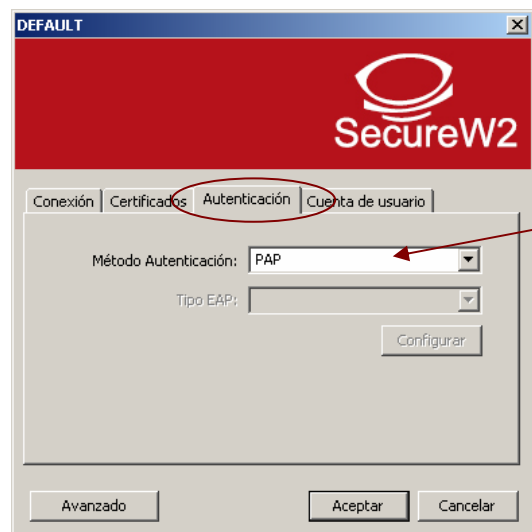 DEFAULT
SecureW2
Conexión Certificados Autenticación Cuenta de usuario
Método Autenticación: PAP
Tipo EAP:
Configurar
Avanzado Aceptar Cancelar